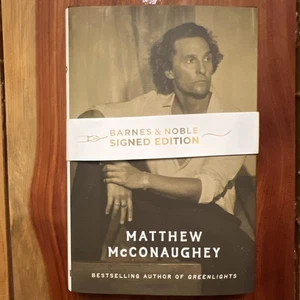 BARNES & NOBLE
SIGNED EDITION
MATTHEW
McCONAUGHEY
BESTSELLING AUTHOR OF GREENLIGHTS